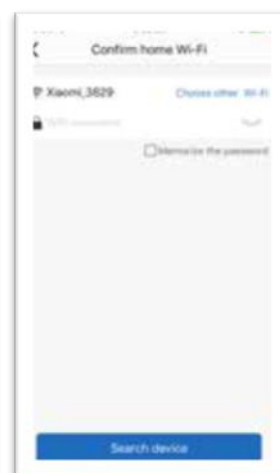 Confirm home Wi-Fi
Xiaomi_3829 Choose other Wi-Fi
Memorize the password
Search device